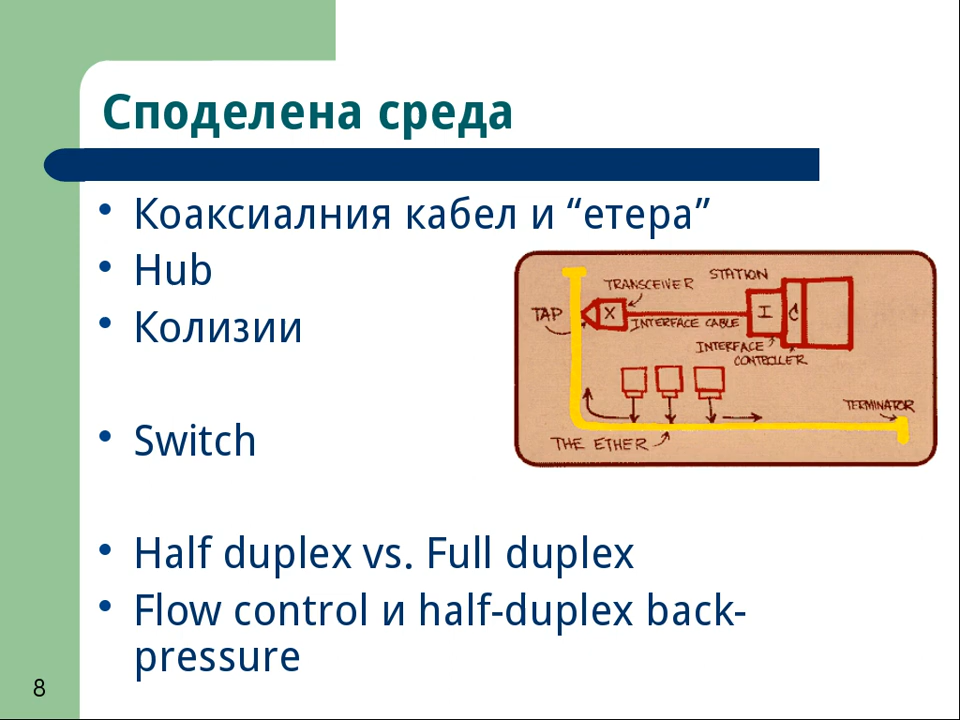 Споделена среда
• Коаксиалния кабел и “етера”
• Hub
• Колизии
• Switch
• Half duplex vs. Full duplex
• Flow control и half-duplex back-
pressure
STATION
TRANSCEIVER
TAP
X
I
C
INTERFACE CABLE
INTERFACE
CONTROLLER
TERMINATOR
THE ETHER
8